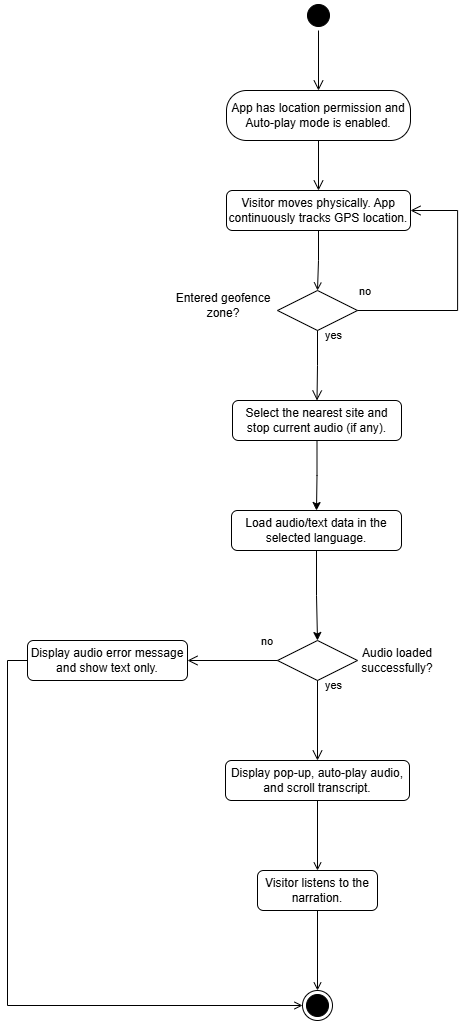 App has location permission and
Auto-play mode is enabled.
Visitor moves physically. App
continuously tracks GPS location.
Entered geofence
zone?
no
yes
Select the nearest site and
stop current audio (if any).
Load audio/text data in the
selected language.
no
Display audio error message
and show text only.
Audio loaded
successfully?
yes
Display pop-up, auto-play audio,
and scroll transcript.
Visitor listens to the
narration.